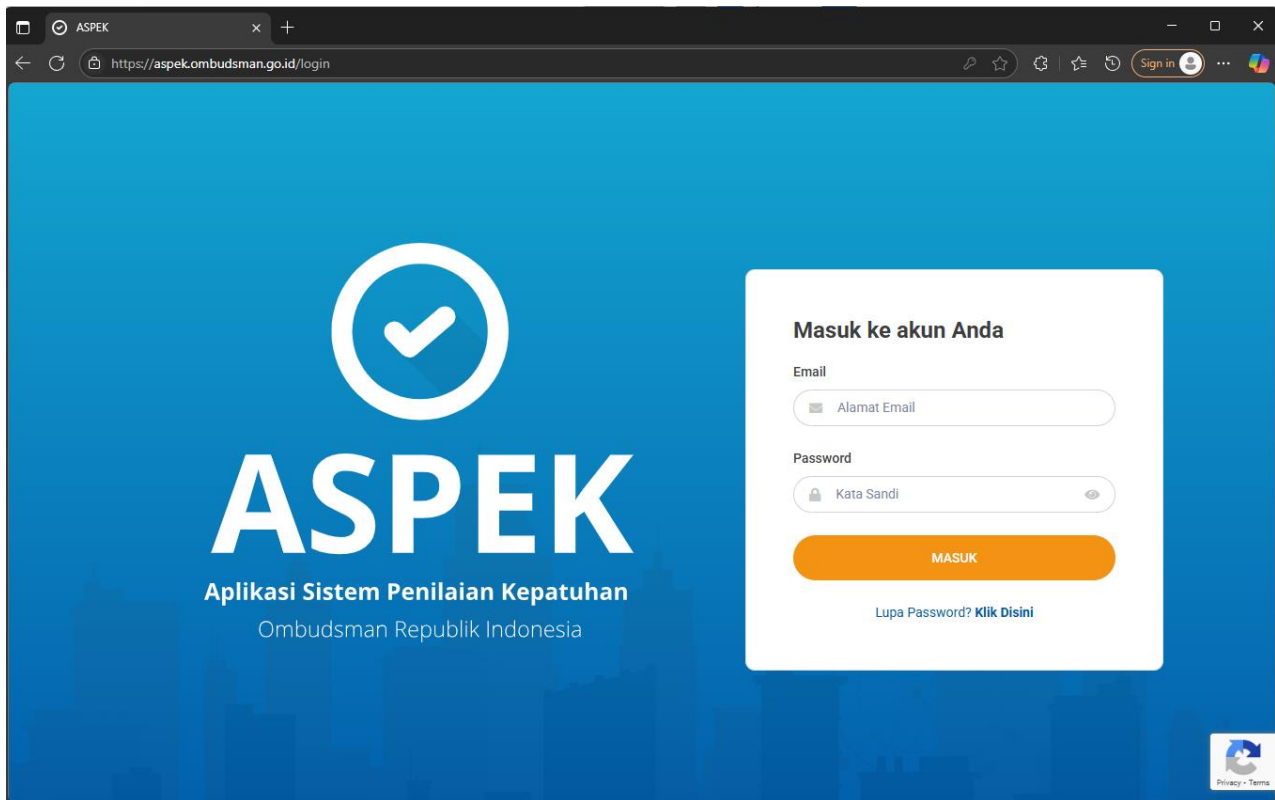 ASPEK
https://aspek.ombudsman.go.id/login
Sign in
ASPEK
Aplikasi Sistem Penilaian Kepatuhan
Ombudsman Republik Indonesia
Masuk ke akun Anda
Email
Alamat Email
Password
Kata Sandi
MASUK
Lupa Password? Klik Disini
Privacy - Terms